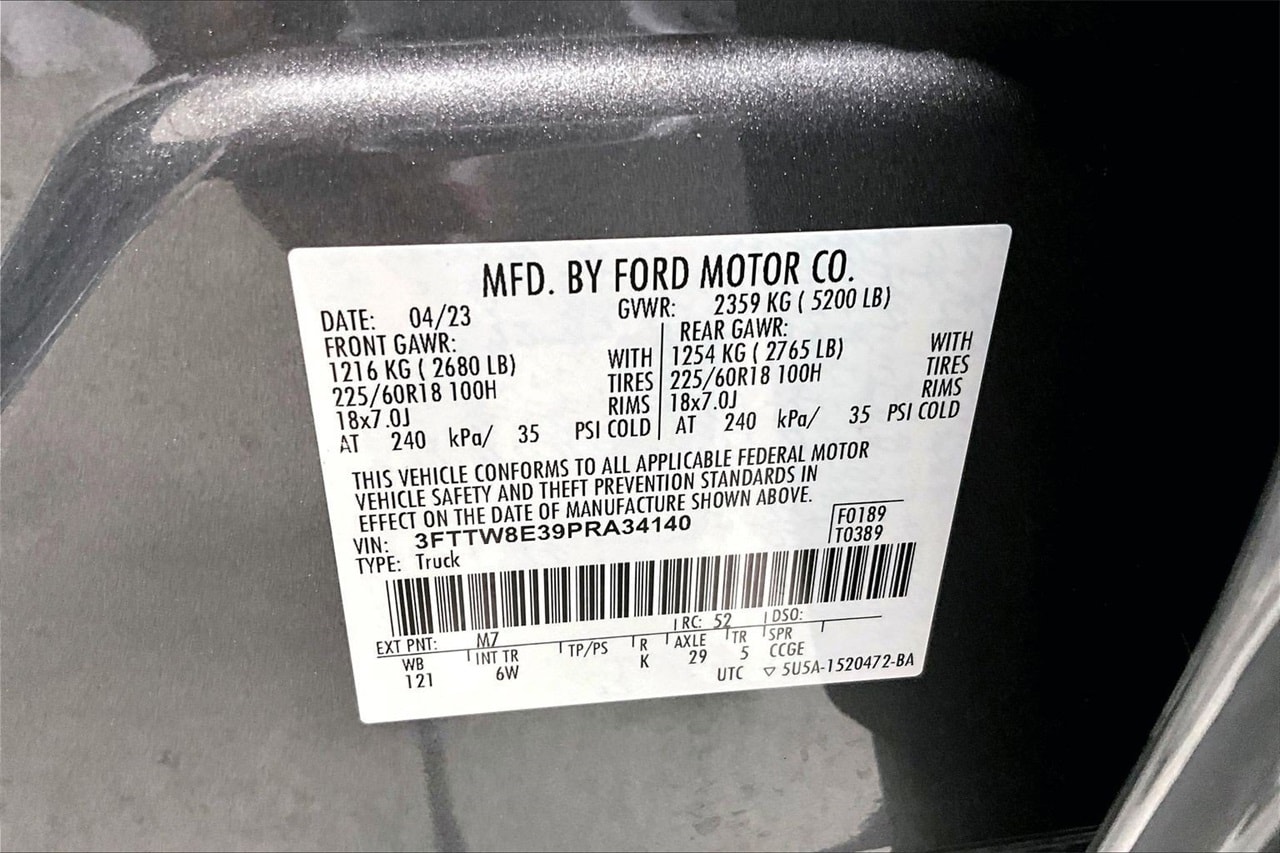 MFD. BY FORD MOTOR CO.
DATE: 04/23 GVWR: 2359 KG ( 5200 LB)
FRONT GAWR: REAR GAWR:
1216 KG ( 2680 LB) WITH 1254 KG ( 2765 LB) WITH
225/60R18 100H TIRES 225/60R18 100H TIRES
18x7.0J RIMS 18x7.0J RIMS
AT 240 kPa/ 35 PSI COLD AT 240 kPa/ 35 PSI COLD
THIS VEHICLE CONFORMS TO ALL APPLICABLE FEDERAL MOTOR
VEHICLE SAFETY AND THEFT PREVENTION STANDARDS IN
EFFECT ON THE DATE OF MANUFACTURE SHOWN ABOVE.
VIN: 3FTTW8E39PRA34140 F0189
TYPE: Truck T0389
EXT PNT: M7 RC: 52 DSO:
WB INT TR TP/PS R AXLE TR SPR
121 6W K 29 5 CCGE
UTC ▽ 5U5A-1520472-BA